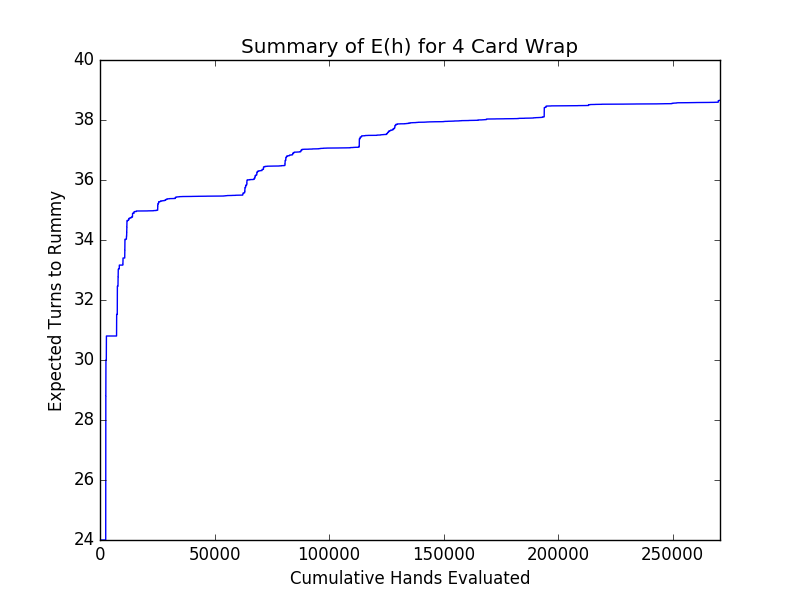 Summary of E(h) for 4 Card Wrap
40
38
36
34
32
30
28
26
24
Expected Turns to Rummy
0 50000 100000 150000 200000 250000
Cumulative Hands Evaluated